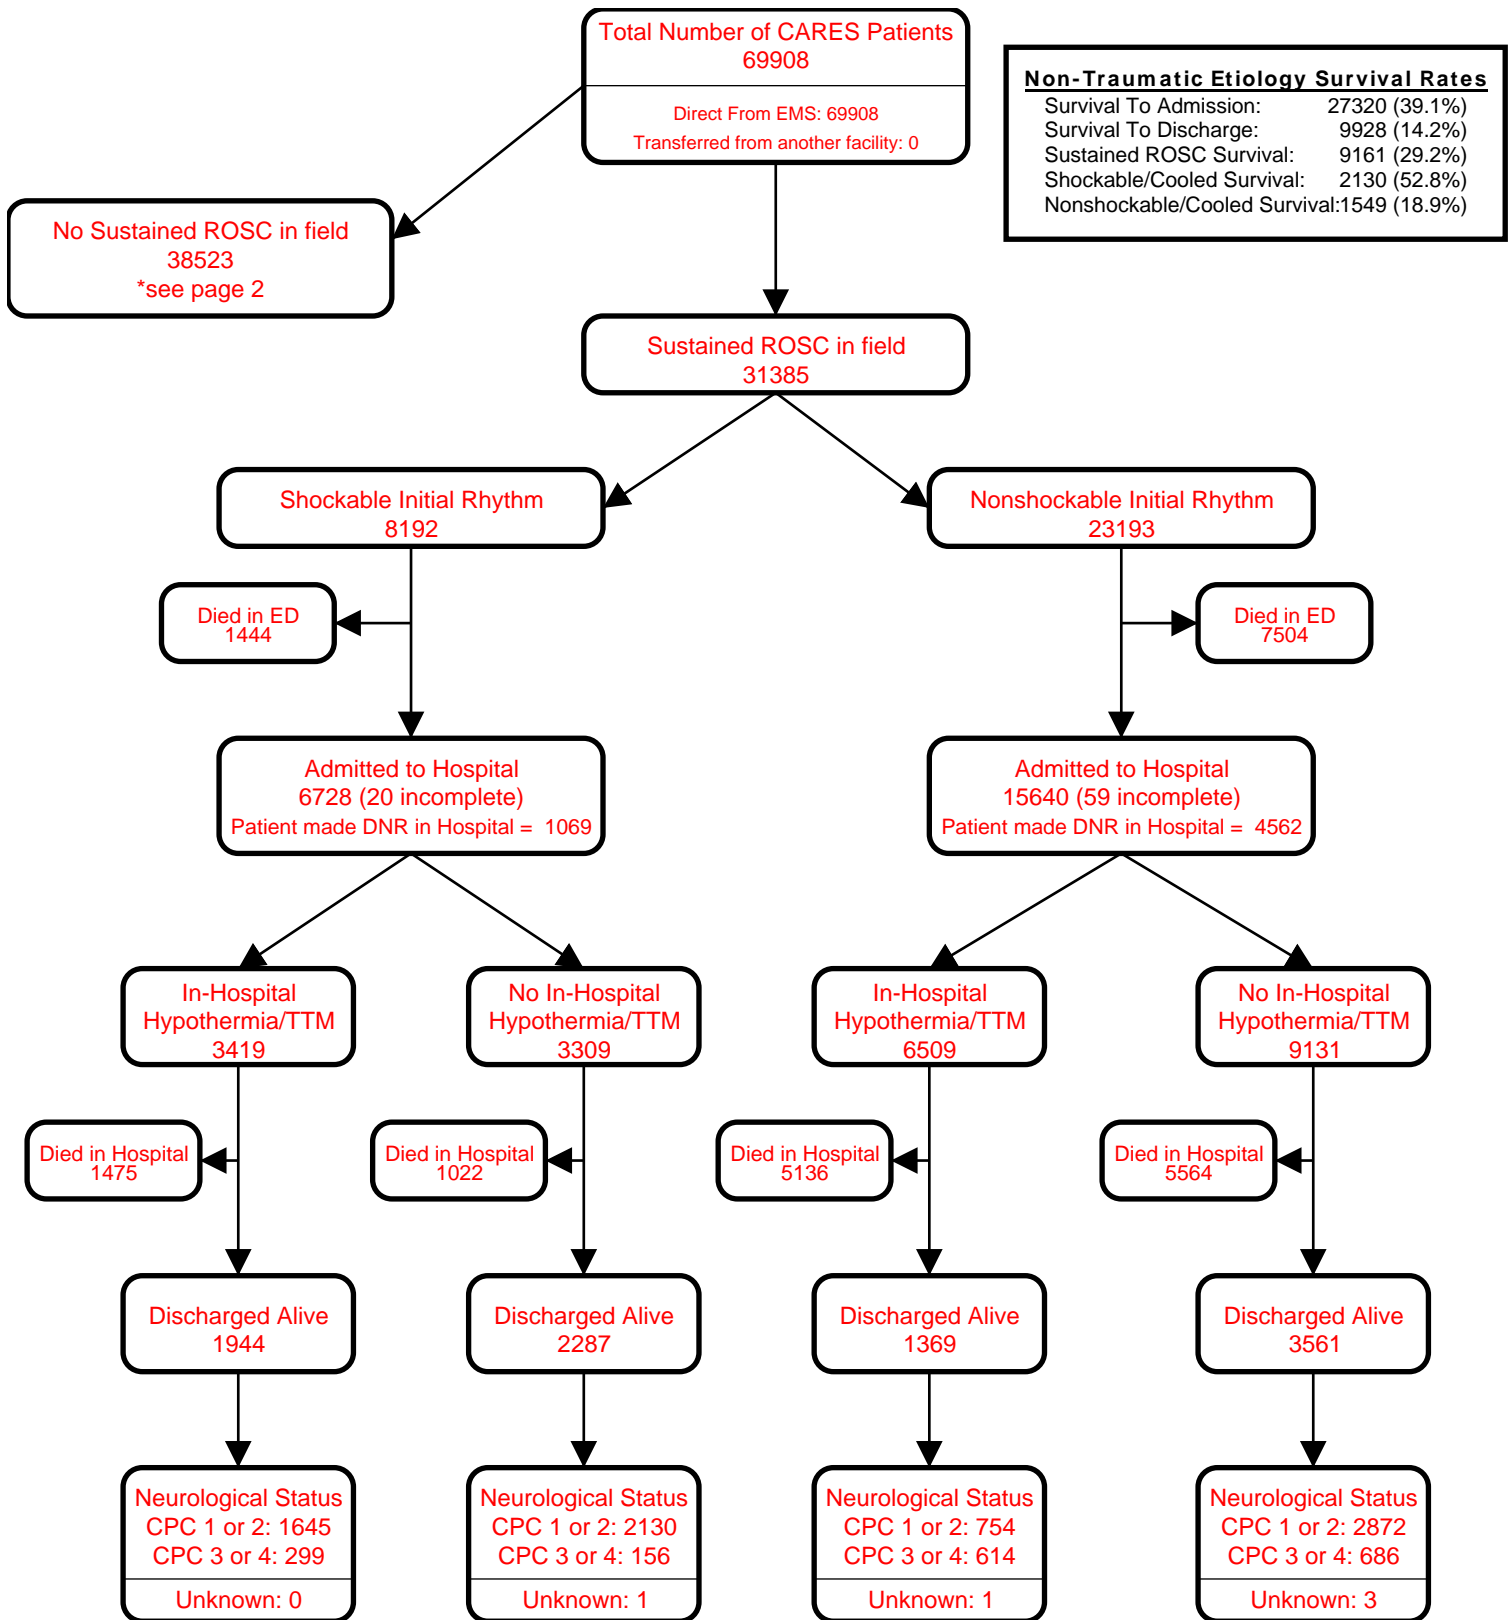 Total Number of CARES Patients
69908
Direct From EMS: 69908
Transferred from another facility: 0
Non-Traumatic Etiology Survival Rates
Survival To Admission: 27320 (39.1%)
Survival To Discharge: 9928 (14.2%)
Sustained ROSC Survival: 9161 (29.2%)
Shockable/Cooled Survival: 2130 (52.8%)
Nonshockable/Cooled Survival:1549 (18.9%)
No Sustained ROSC in field
38523
*see page 2
Sustained ROSC in field
31385
Shockable Initial Rhythm
8192
Nonshockable Initial Rhythm
23193
Died in ED
1444
Died in ED
7504
Admitted to Hospital
6728 (20 incomplete)
Patient made DNR in Hospital = 1069
Admitted to Hospital
15640 (59 incomplete)
Patient made DNR in Hospital = 4562
In-Hospital
Hypothermia/TTM
3419
No In-Hospital
Hypothermia/TTM
3309
In-Hospital
Hypothermia/TTM
6509
No In-Hospital
Hypothermia/TTM
9131
Died in Hospital
1475
Died in Hospital
1022
Died in Hospital
5136
Died in Hospital
5564
Discharged Alive
1944
Discharged Alive
2287
Discharged Alive
1369
Discharged Alive
3561
Neurological Status
CPC 1 or 2: 1645
CPC 3 or 4: 299
Unknown: 0
Neurological Status
CPC 1 or 2: 2130
CPC 3 or 4: 156
Unknown: 1
Neurological Status
CPC 1 or 2: 754
CPC 3 or 4: 614
Unknown: 1
Neurological Status
CPC 1 or 2: 2872
CPC 3 or 4: 686
Unknown: 3